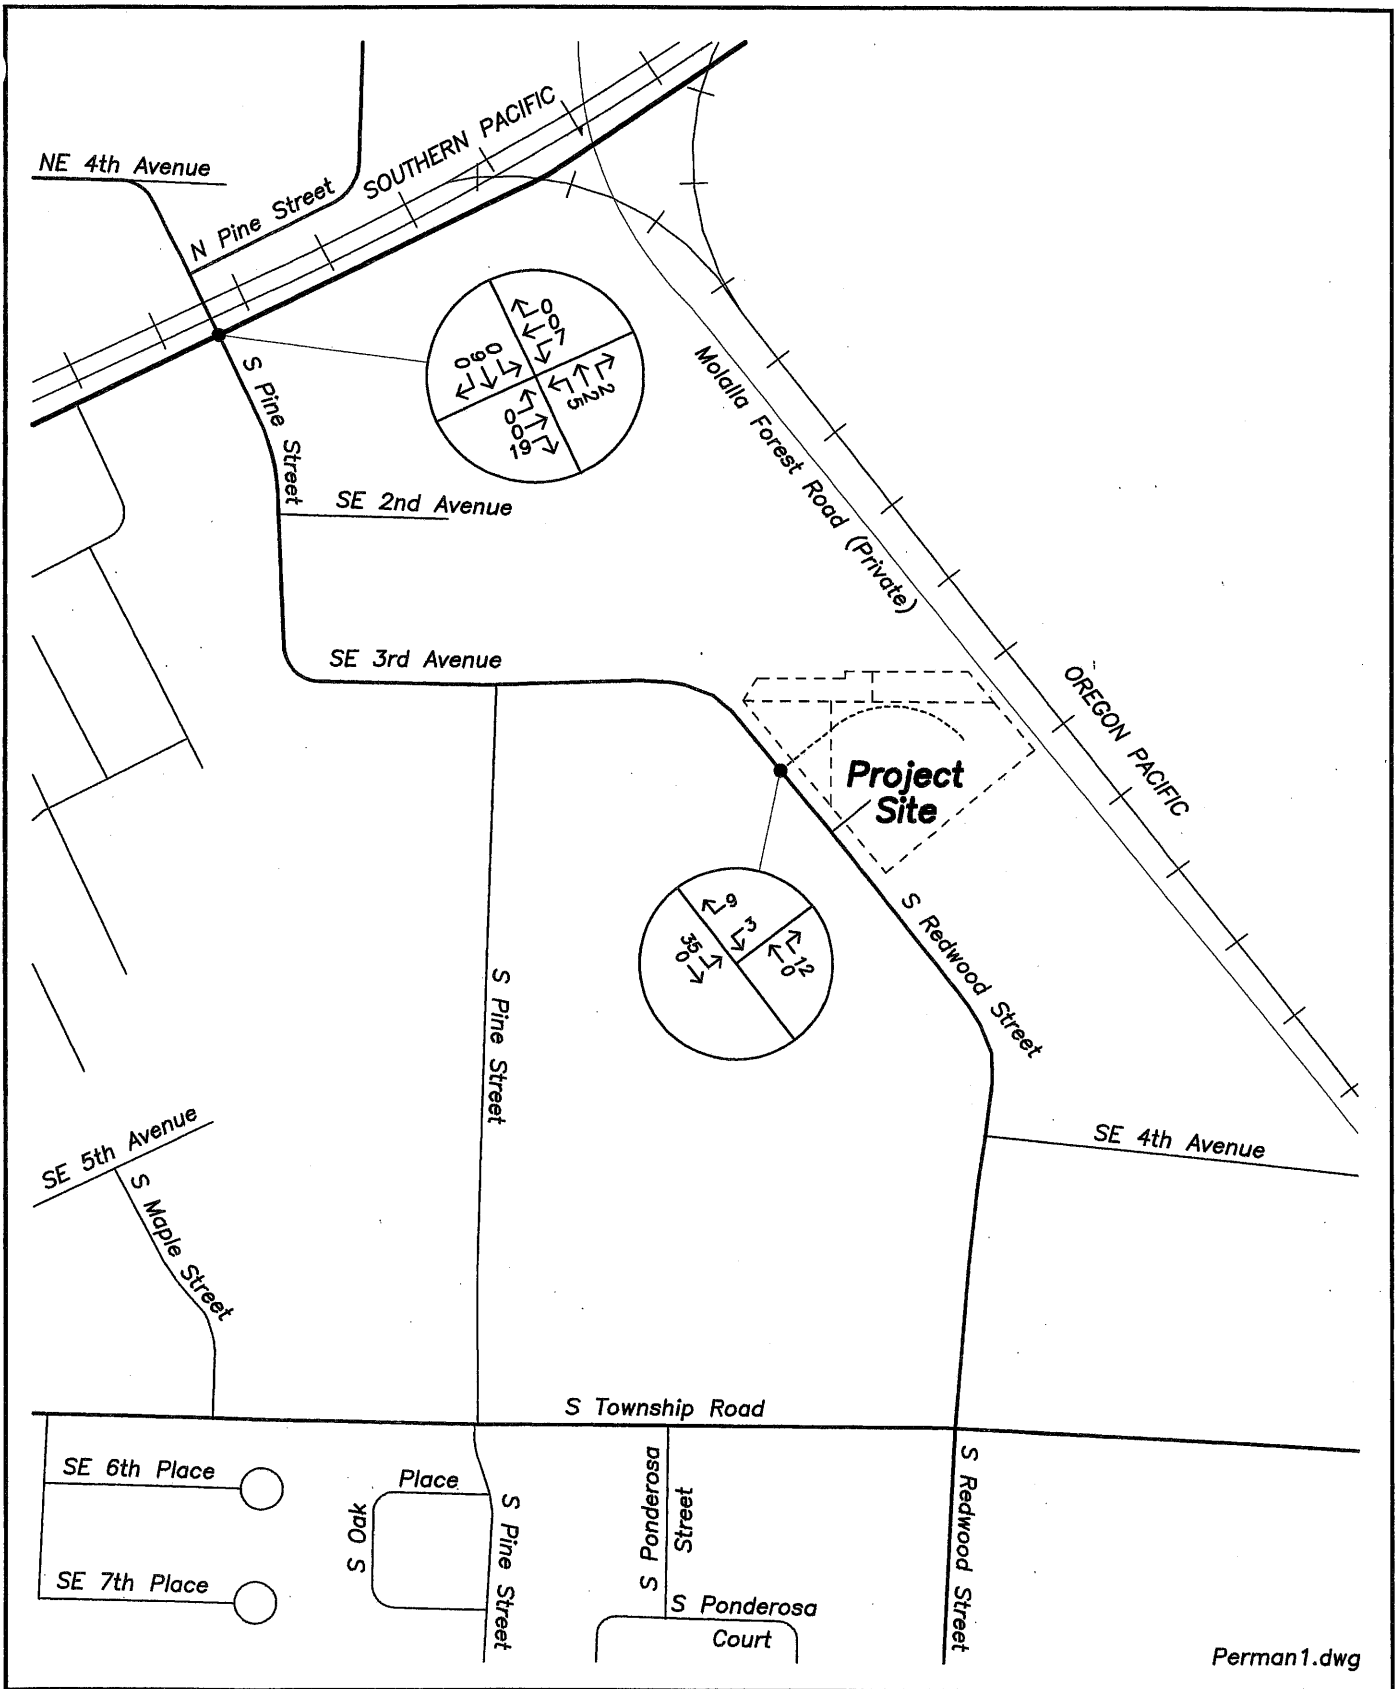 NE 4th Avenue
N Pine Street
SOUTHERN PACIFIC
0
0
7
0
9
0
2
2
5
0
0
19
S Pine Street
SE 2nd Avenue
Molalla Forest Road (Private)
SE 3rd Avenue
OREGON PACIFIC
Project
Site
9
3
35
0
12
0
S Redwood Street
S Pine Street
SE 4th Avenue
SE 5th Avenue
S Maple Street
S Township Road
SE 6th Place
Place
S Oak
S Pine Street
S Ponderosa
Street
S Redwood Street
SE 7th Place
S Ponderosa
Court
Perman1.dwg